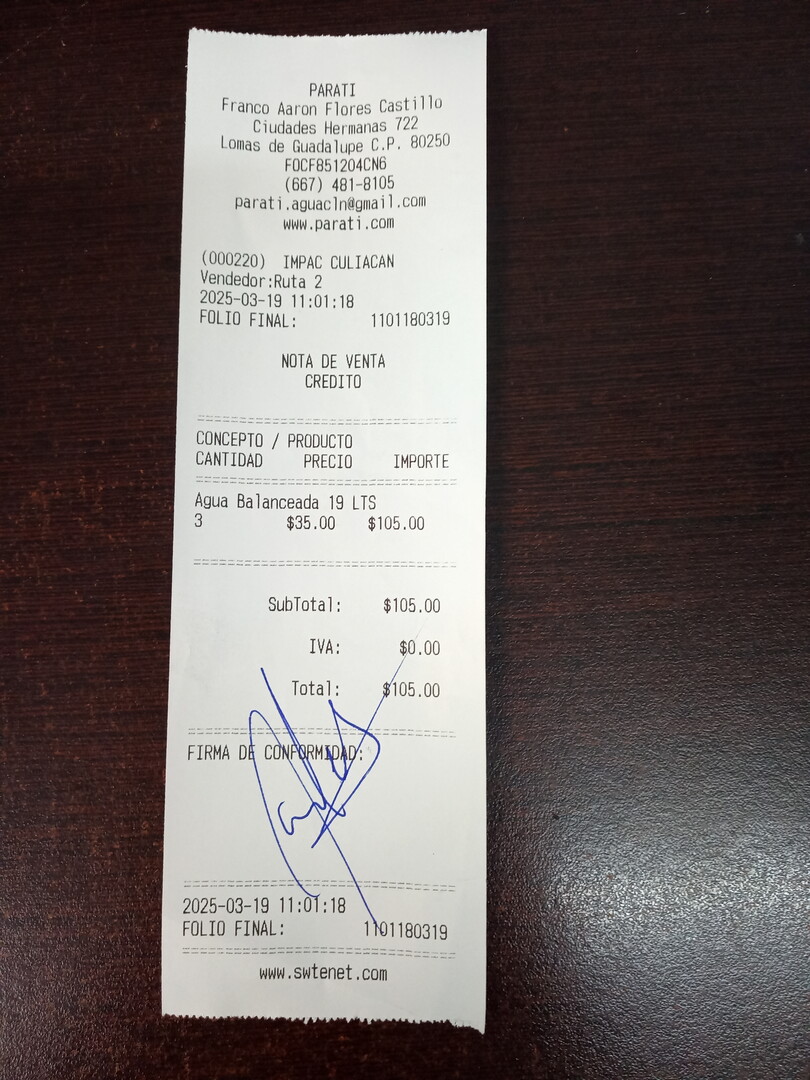 PARATI
Franco Aaron Flores Castillo
Ciudades Hermanas 722
Lomas de Guadalupe C.P. 80250
FOCF851204CN6
(667) 481-8105
parati.aguacln@gmail.com
www.parati.com
(000220) IMPAC CULIACAN
Vendedor:Ruta 2
2025-03-19 11:01:18
FOLIO FINAL: 1101180319
NOTA DE VENTA
CREDITO
CONCEPTO / PRODUCTO
CANTIDAD PRECIO IMPORTE
Agua Balanceada 19 LTS
3 $35.00 $105.00
SubTotal: $105.00
IVA: $0.00
Total: $105.00
FIRMA DE CONFORMIDAD:
2025-03-19 11:01:18
FOLIO FINAL: 1101180319
www.swtenet.com